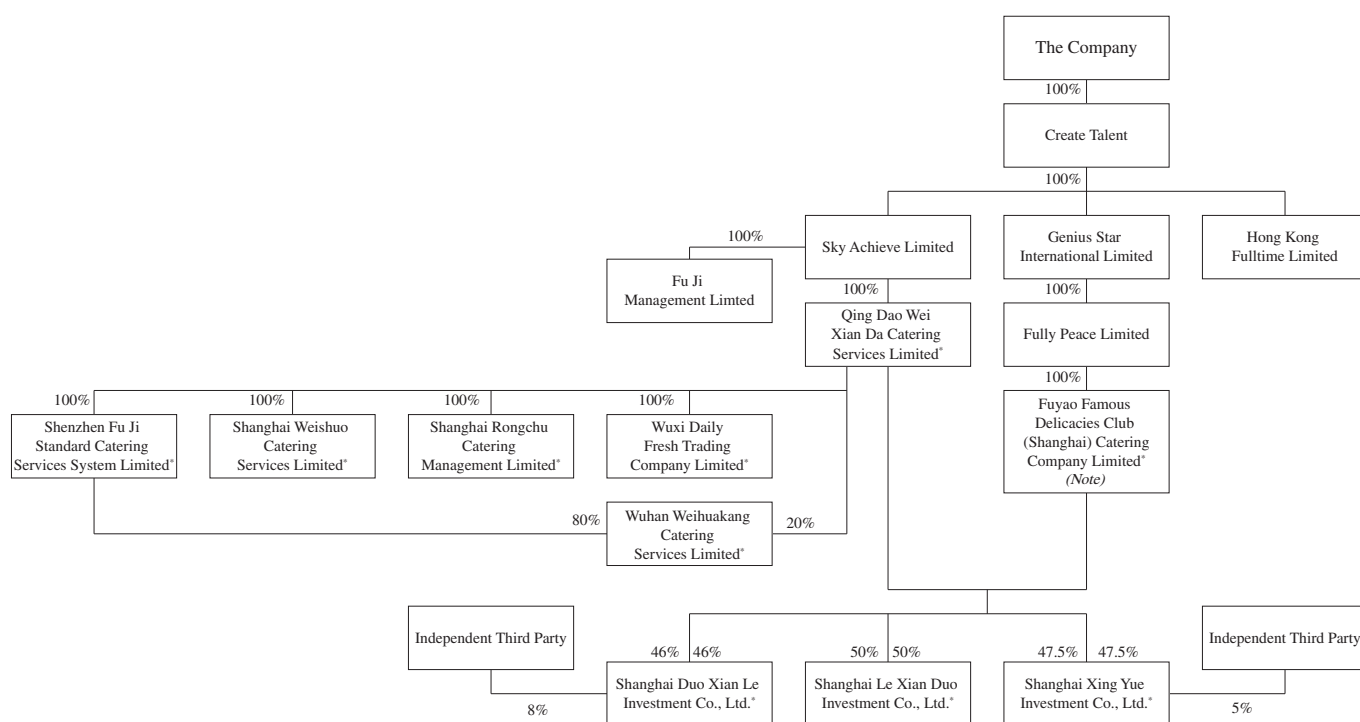 The Company
100%
Create Talent
100%
Sky Achieve Limited
Genius Star
International Limited
Hong Kong
Fulltime Limited
100%
Fu Ji
Management Limted
100%
100%
Qing Dao Wei
Xian Da Catering
Services Limited*
Fully Peace Limited
100%
100%
100%
100%
100%
Shenzhen Fu Ji
Standard Catering
Services System Limited*
Shanghai Weishuo
Catering
Services Limited*
Shanghai Rongchu
Catering
Management Limited*
Wuxi Daily
Fresh Trading
Company Limited*
Fuyao Famous
Delicacies Club
(Shanghai) Catering
Company Limited*
(Note)
80%
Wuhan Weihuakang
Catering
Services Limited*
20%
Independent Third Party
Independent Third Party
46% 46%
50% 50%
47.5% 47.5%
Shanghai Duo Xian Le
Investment Co., Ltd.*
Shanghai Le Xian Duo
Investment Co., Ltd.*
Shanghai Xing Yue
Investment Co., Ltd.*
8%
5%